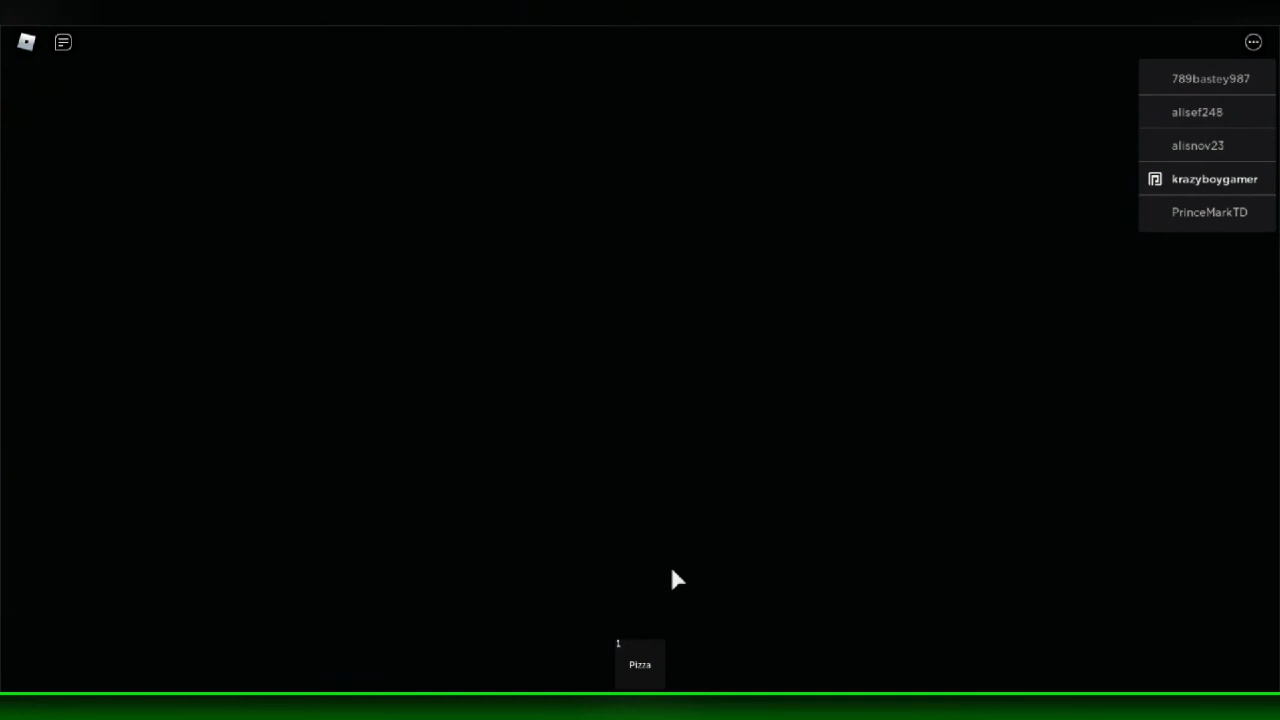 789bastey987
alisef248
alisnov23
krazyboygamer
PrinceMarkTD
1
Pizza